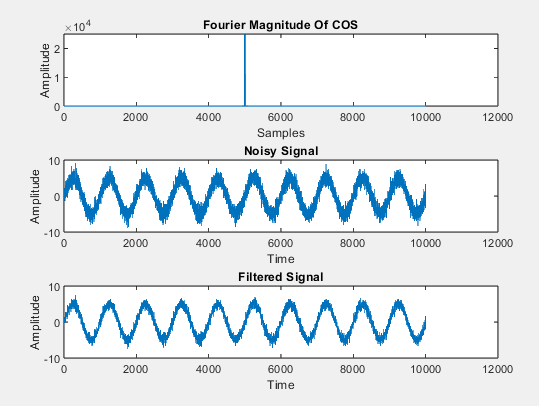 Fourier Magnitude Of COS
×10⁴
2
1
0
Amplitude
0 2000 4000 6000 8000 10000 12000
Samples
Noisy Signal
10
0
-10
Amplitude
0 2000 4000 6000 8000 10000 12000
Time
Filtered Signal
10
0
-10
Amplitude
0 2000 4000 6000 8000 10000 12000
Time